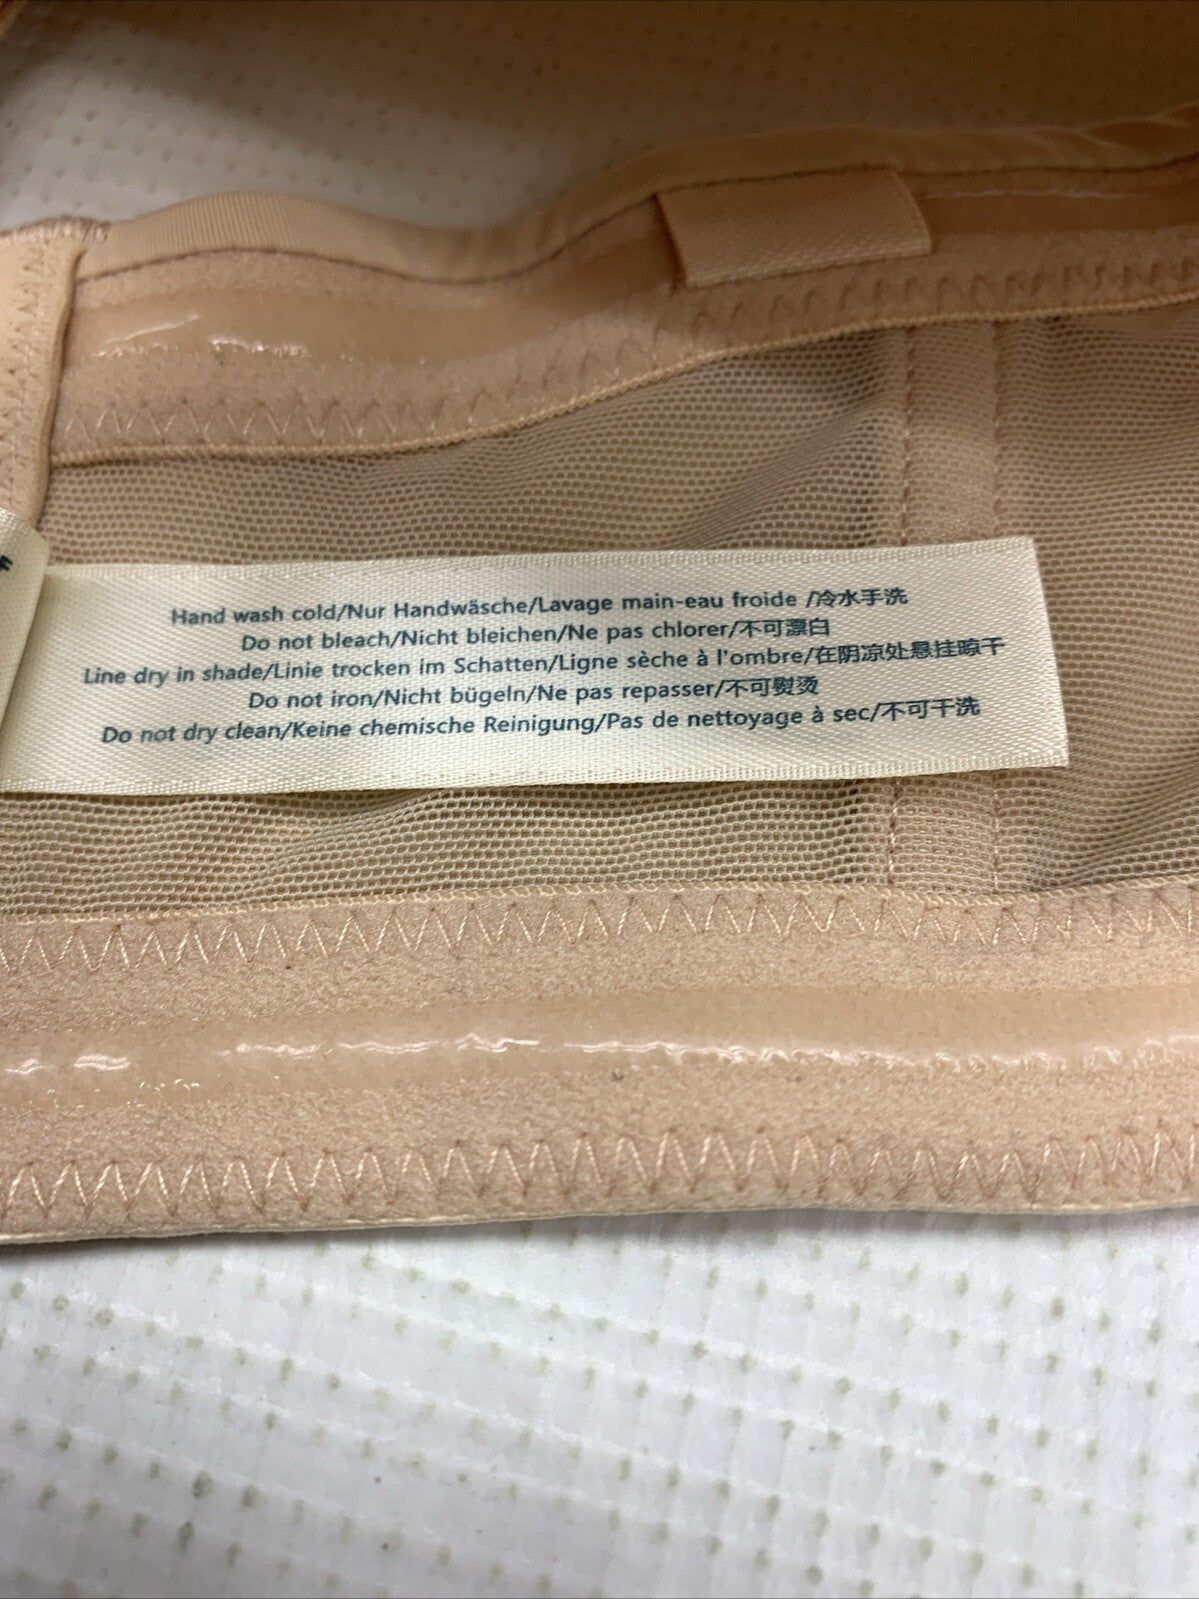 Hand wash cold/Nur Handwäsche/Lavage main-eau froide /冷水手洗
Do not bleach/Nicht bleichen/Ne pas chlorer/不可漂白
Line dry in shade/Linie trocken im Schatten/Ligne sèche à l'ombre/在阴凉处悬挂晾干
Do not iron/Nicht bügeln/Ne pas repasser/不可熨烫
Do not dry clean/Keine chemische Reinigung/Pas de nettoyage à sec/不可干洗